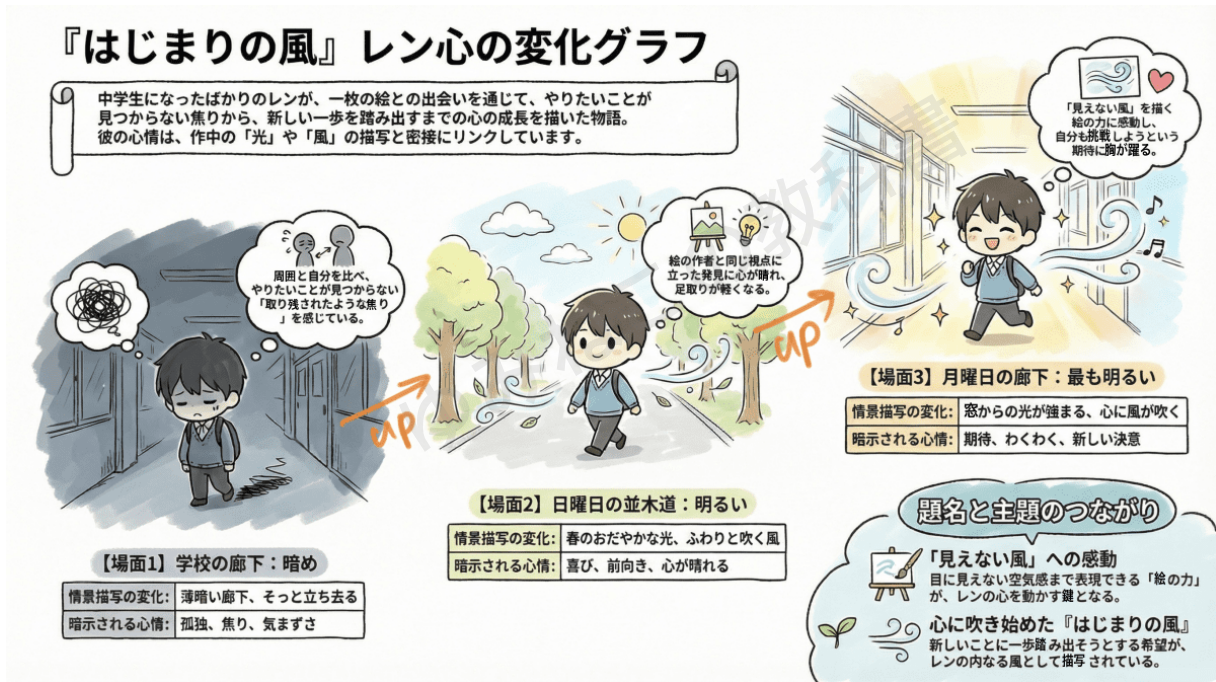 『はじまりの風』レン心の変化グラフ
中学生になったばかりのレンが、一枚の絵との出会いを通じて、やりたいことが
見つからない焦りから、新しい一歩を踏み出すまでの心の成長を描いた物語。
彼の心情は、作中の「光」や「風」の描写と密接にリンクしています。
周囲と自分を比べ、
やりたいことが見つからない
「取り残されたような焦り
」を感じている。
【場面1】学校の廊下：暗め
情景描写の変化: 薄暗い廊下、そっと立ち去る
暗示される心情: 孤独、焦り、気まずさ
up
絵の作者と同じ視点に
立った発見に心が晴れ、
足取りが軽くなる。
【場面2】日曜日の並木道：明るい
情景描写の変化: 春のおだやかな光、ふわりと吹く風
暗示される心情: 喜び、前向き、心が晴れる
up
「見えない風」を描く
絵の力に感動し、
自分も挑戦しようという
期待に胸が躍る。
【場面3】月曜日の廊下：最も明るい
情景描写の変化: 窓からの光が強まる、心に風が吹く
暗示される心情: 期待、わくわく、新しい決意
題名と主題のつながり
「見えない風」への感動
目に見えない空気感まで表現できる「絵の力」
が、レンの心を動かす鍵となる。
心に吹き始めた『はじまりの風』
新しいことに一歩踏み出そうとする希望が、
レンの内なる風として描写されている。
教科書